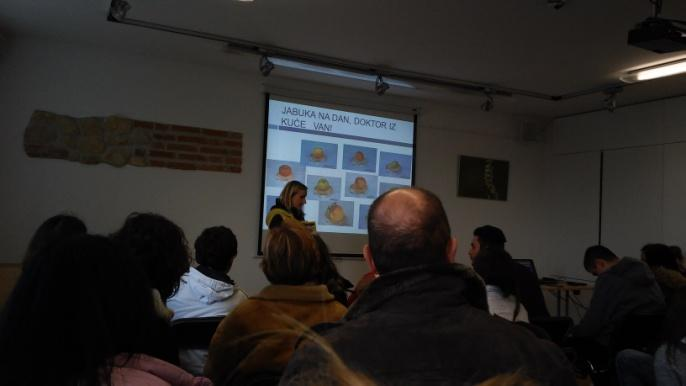 JABUKA NA DAN, DOKTOR IZ
KUĆE VAN!